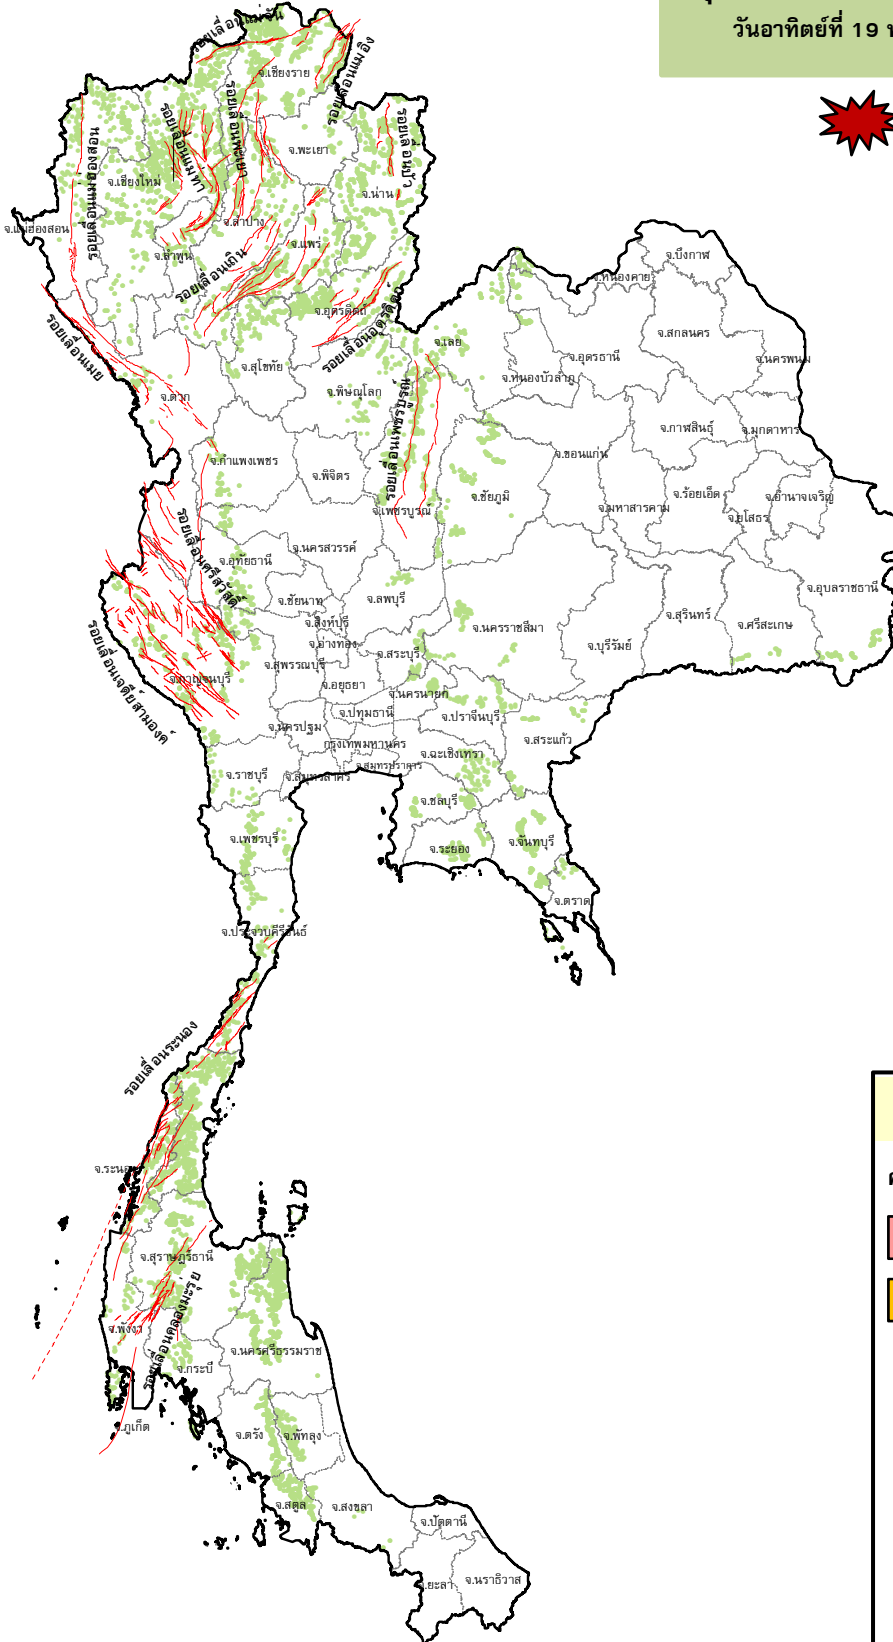 วันอาทิตย์ที่ 19
รอยเลื่อนแม่จัน
จ.เชียงราย
รอยเลื่อนแม่อิง
รอยเลื่อนพะเยา
รอยเลื่อนแม่ทา
รอยเลื่อนปัว
รอยเลื่อนแม่ฮ่องสอน
จ.พะเยา
จ.เชียงใหม่
จ.น่าน
จ.แม่ฮ่องสอน
จ.ลำปาง
จ.แพร่
จ.ลำพูน
รอยเลื่อนเถิน
จ.บึงกาฬ
จ.หนองคาย
จ.อุตรดิตถ์
รอยเลื่อนอุตรดิตถ์
จ.สกลนคร
จ.เลย
รอยเลื่อนเมย
จ.อุดรธานี
จ.นครพนม
จ.สุโขทัย
จ.หนองบัวลำภู
จ.พิษณุโลก
จ.ตาก
รอยเลื่อนเพชรบูรณ์
จ.กาฬสินธุ์
จ.มุกดาหาร
จ.ขอนแก่น
จ.กำแพงเพชร
จ.พิจิตร
จ.ชัยภูมิ
จ.ร้อยเอ็ด
จ.อำนาจเจริญ
จ.มหาสารคาม
จ.เพชรบูรณ์
จ.ยโสธร
รอยเลื่อนศรีสวัสดิ์
จ.นครสวรรค์
จ.อุทัยธานี
จ.อุบลราชธานี
จ.ชัยนาท
จ.ลพบุรี
จ.สุรินทร์
จ.สิงห์บุรี
จ.นครราชสีมา
จ.ศรีสะเกษ
จ.อ่างทอง
จ.บุรีรัมย์
จ.สระบุรี
จ.สุพรรณบุรี
รอยเลื่อนเจดีย์สามองค์
จ.กาญจนบุรี
จ.อยุธยา
จ.นครนายก
จ.ปทุมธานี
จ.ปราจีนบุรี
จ.นครปฐม
จ.สระแก้ว
กรุงเทพมหานคร
จ.ฉะเชิงเทรา
จ.สมุทรปราการ
จ.ราชบุรี
จ.สมุทรสาคร
จ.ชลบุรี
จ.เพชรบุรี
จ.ระยอง
จ.จันทบุรี
จ.ตราด
จ.ประจวบคีรีขันธ์
รอยเลื่อนระนอง
จ.ระนอง
จ.สุราษฎร์ธานี
รอยเลื่อนคลองมะรุ่ย
จ.พังงา
จ.นครศรีธรรมราช
จ.กระบี่
จ.ภูเก็ต
จ.ตรัง
จ.พัทลุง
จ.สตูล
จ.สงขลา
จ.ปัตตานี
จ.ยะลา
จ.นราธิวาส